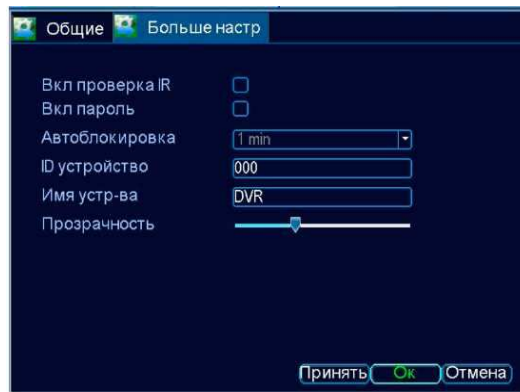 Общие Больше настр
Вкл проверка IR
Вкл пароль
Автоблокировка 1 min
ID устройство 000
Имя устр-ва DVR
Прозрачность
Принять Ок Отмена